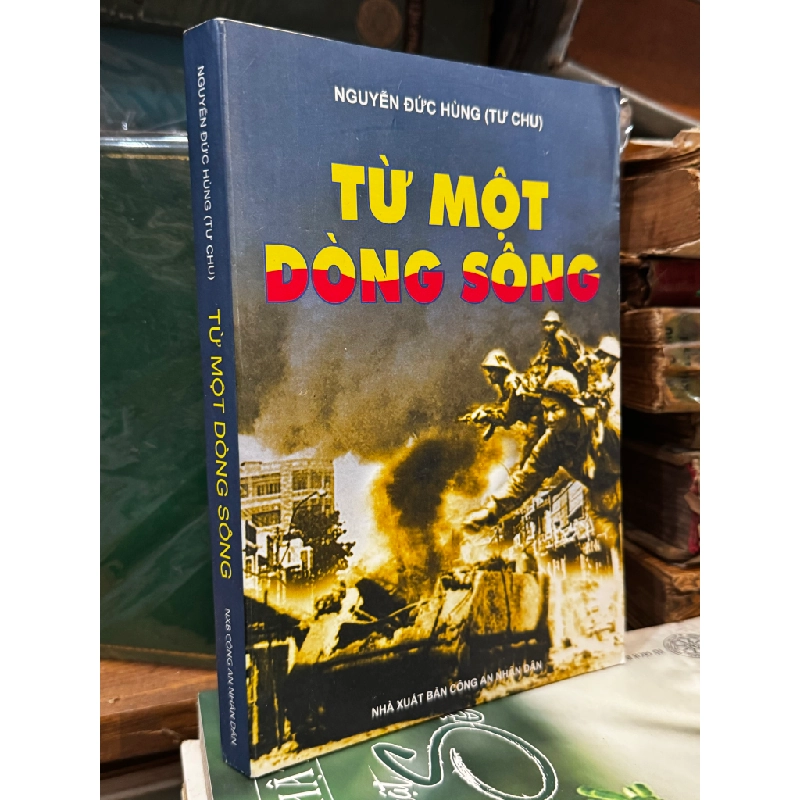 NGUYỄN ĐỨC HÙNG (TƯ CHU)
TỪ MỘT
DÒNG SÔNG
NHÀ XUẤT BẢN CÔNG AN NHÂN DÂN
NGUYỄN ĐỨC HÙNG (TƯ CHU)
TỪ MỘT DÒNG SÔNG
NXB CÔNG AN NHÂN DÂN